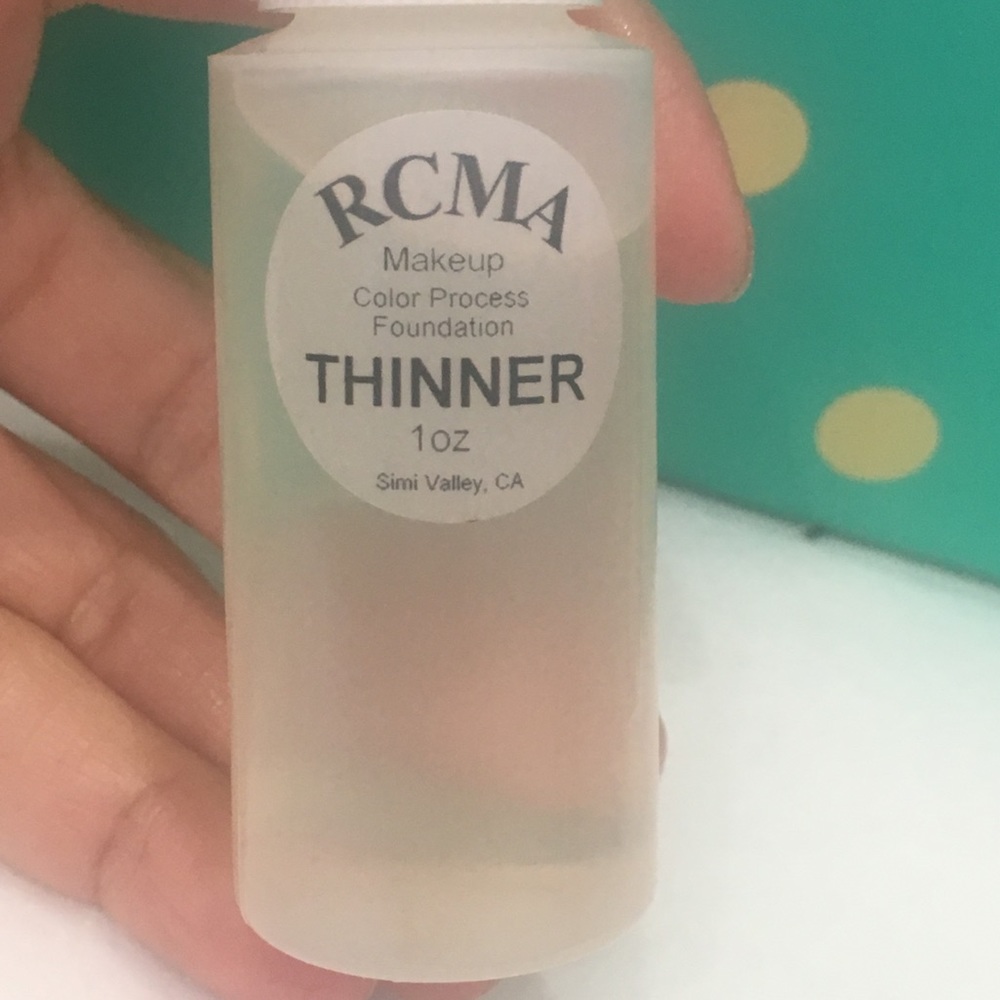 RCMA
Makeup
Color Process
Foundation
THINNER
1oz
Simi Valley, CA